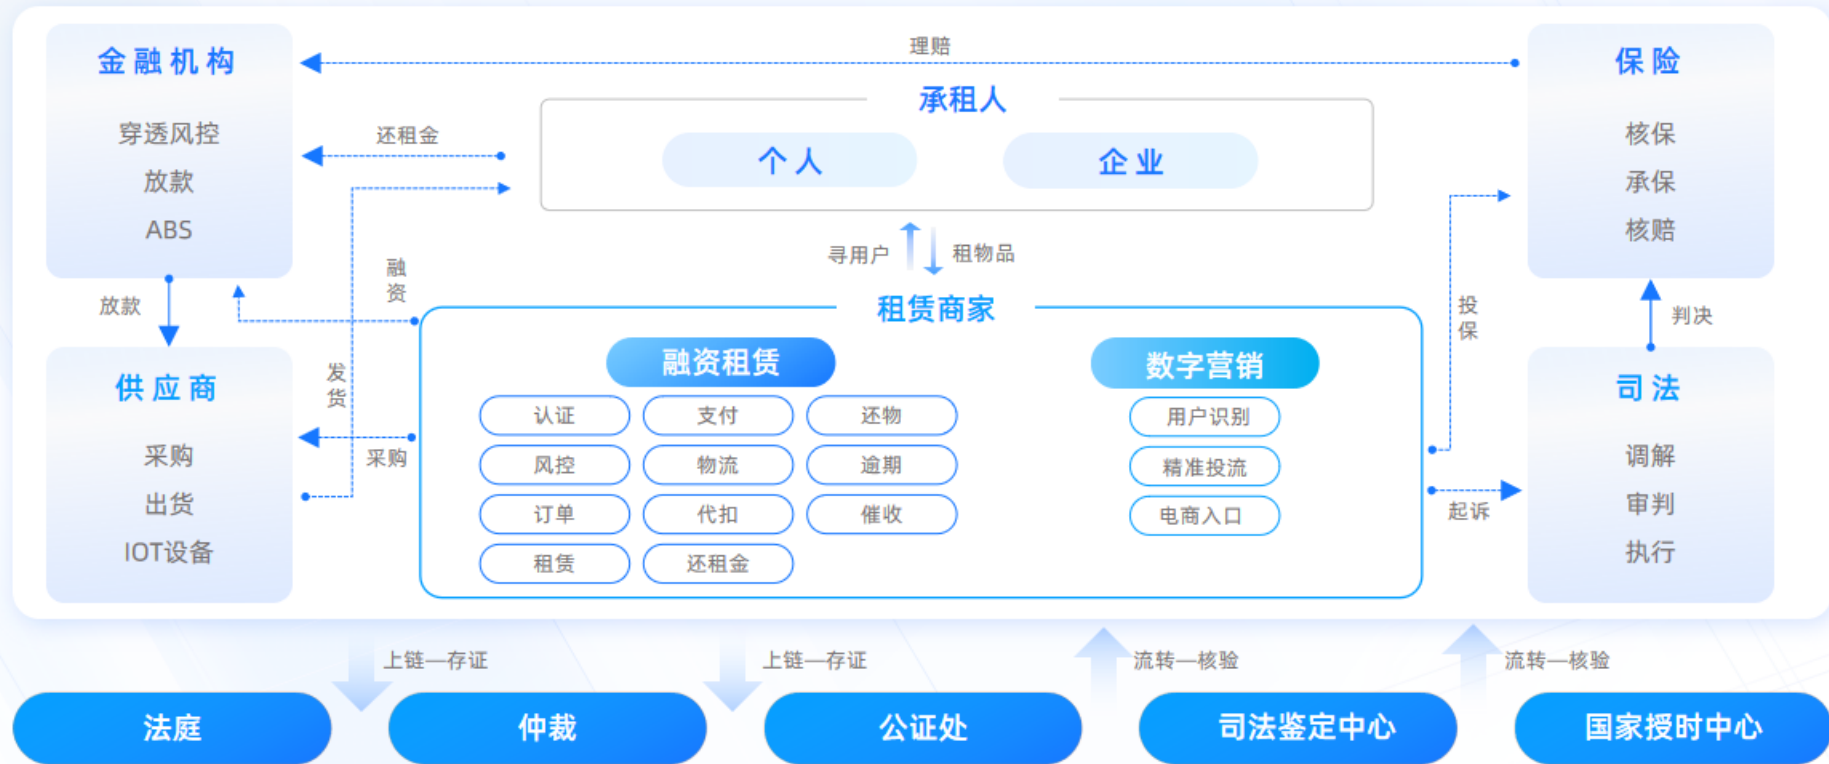 金融机构
穿透风控
放款
ABS
理赔
保险
核保
承保
核赔
承租人
个人
企业
还租金
寻用户
租物品
融资
放款
发货
采购
投保
判决
起诉
供应商
采购
出货
IOT设备
租赁商家
融资租赁
认证
支付
还物
风控
物流
逾期
订单
代扣
催收
租赁
还租金
数字营销
用户识别
精准投流
电商入口
司法
调解
审判
执行
上链—存证
上链—存证
流转—核验
流转—核验
法庭
仲裁
公证处
司法鉴定中心
国家授时中心